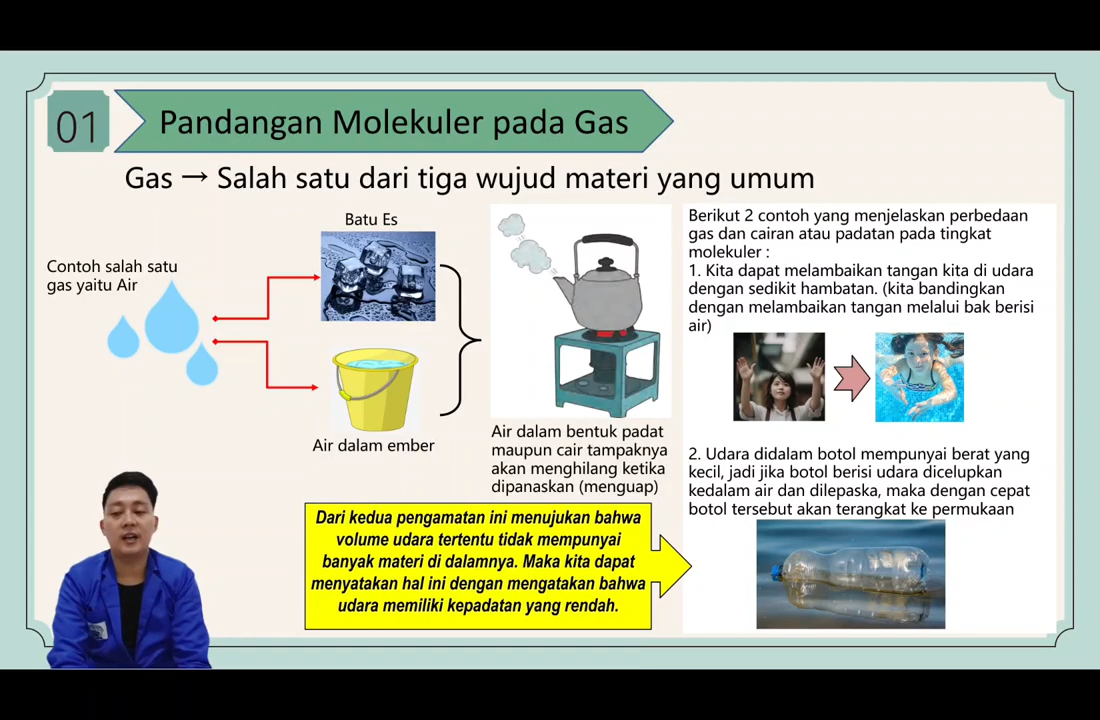 01
Pandangan Molekuler pada Gas
Gas → Salah satu dari tiga wujud materi yang umum
Contoh salah satu
gas yaitu Air
Batu Es
Air dalam ember
Air dalam bentuk padat
maupun cair tampaknya
akan menghilang ketika
dipanaskan (menguap)
Dari kedua pengamatan ini menujukan bahwa
volume udara tertentu tidak mempunyai
banyak materi di dalamnya. Maka kita dapat
menyatakan hal ini dengan mengatakan bahwa
udara memiliki kepadatan yang rendah.
Berikut 2 contoh yang menjelaskan perbedaan
gas dan cairan atau padatan pada tingkat
molekuler :
1. Kita dapat melambaikan tangan kita di udara
dengan sedikit hambatan. (kita bandingkan
dengan melambaikan tangan melalui bak berisi
air)
2. Udara didalam botol mempunyai berat yang
kecil, jadi jika botol berisi udara dicelupkan
kedalam air dan dilepaska, maka dengan cepat
botol tersebut akan terangkat ke permukaan